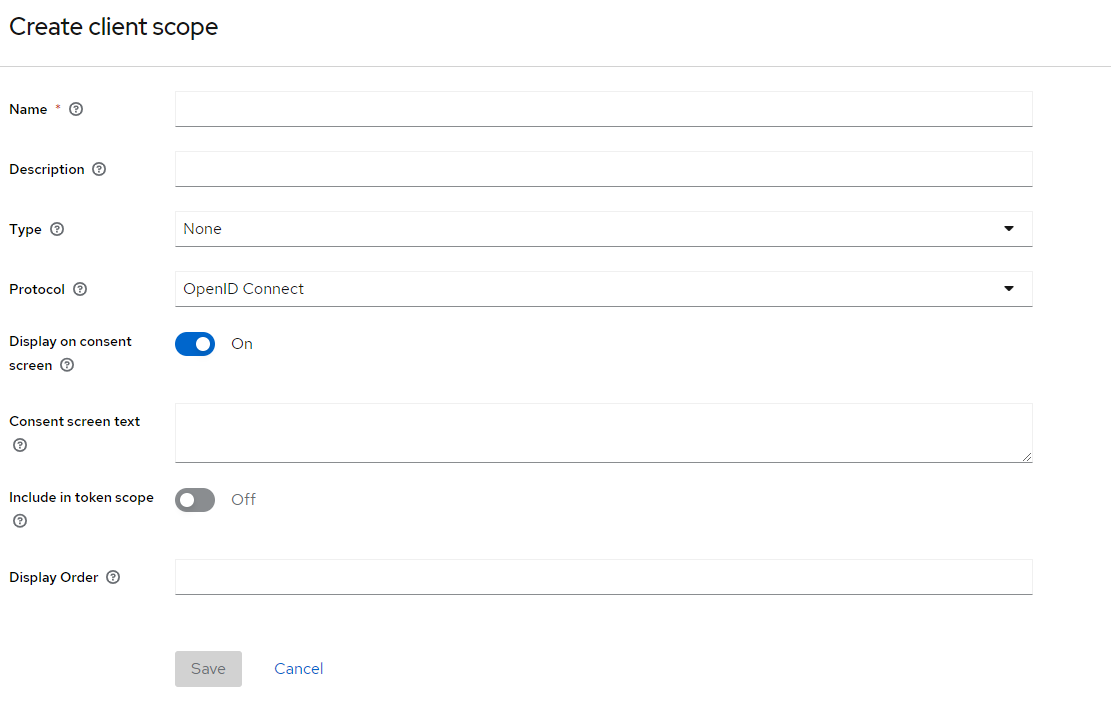 Create client scope
Name *
Description
Type
None
Protocol
OpenID Connect
Display on consent
screen
On
Consent screen text
Include in token scope
Off
Display Order
Save
Cancel